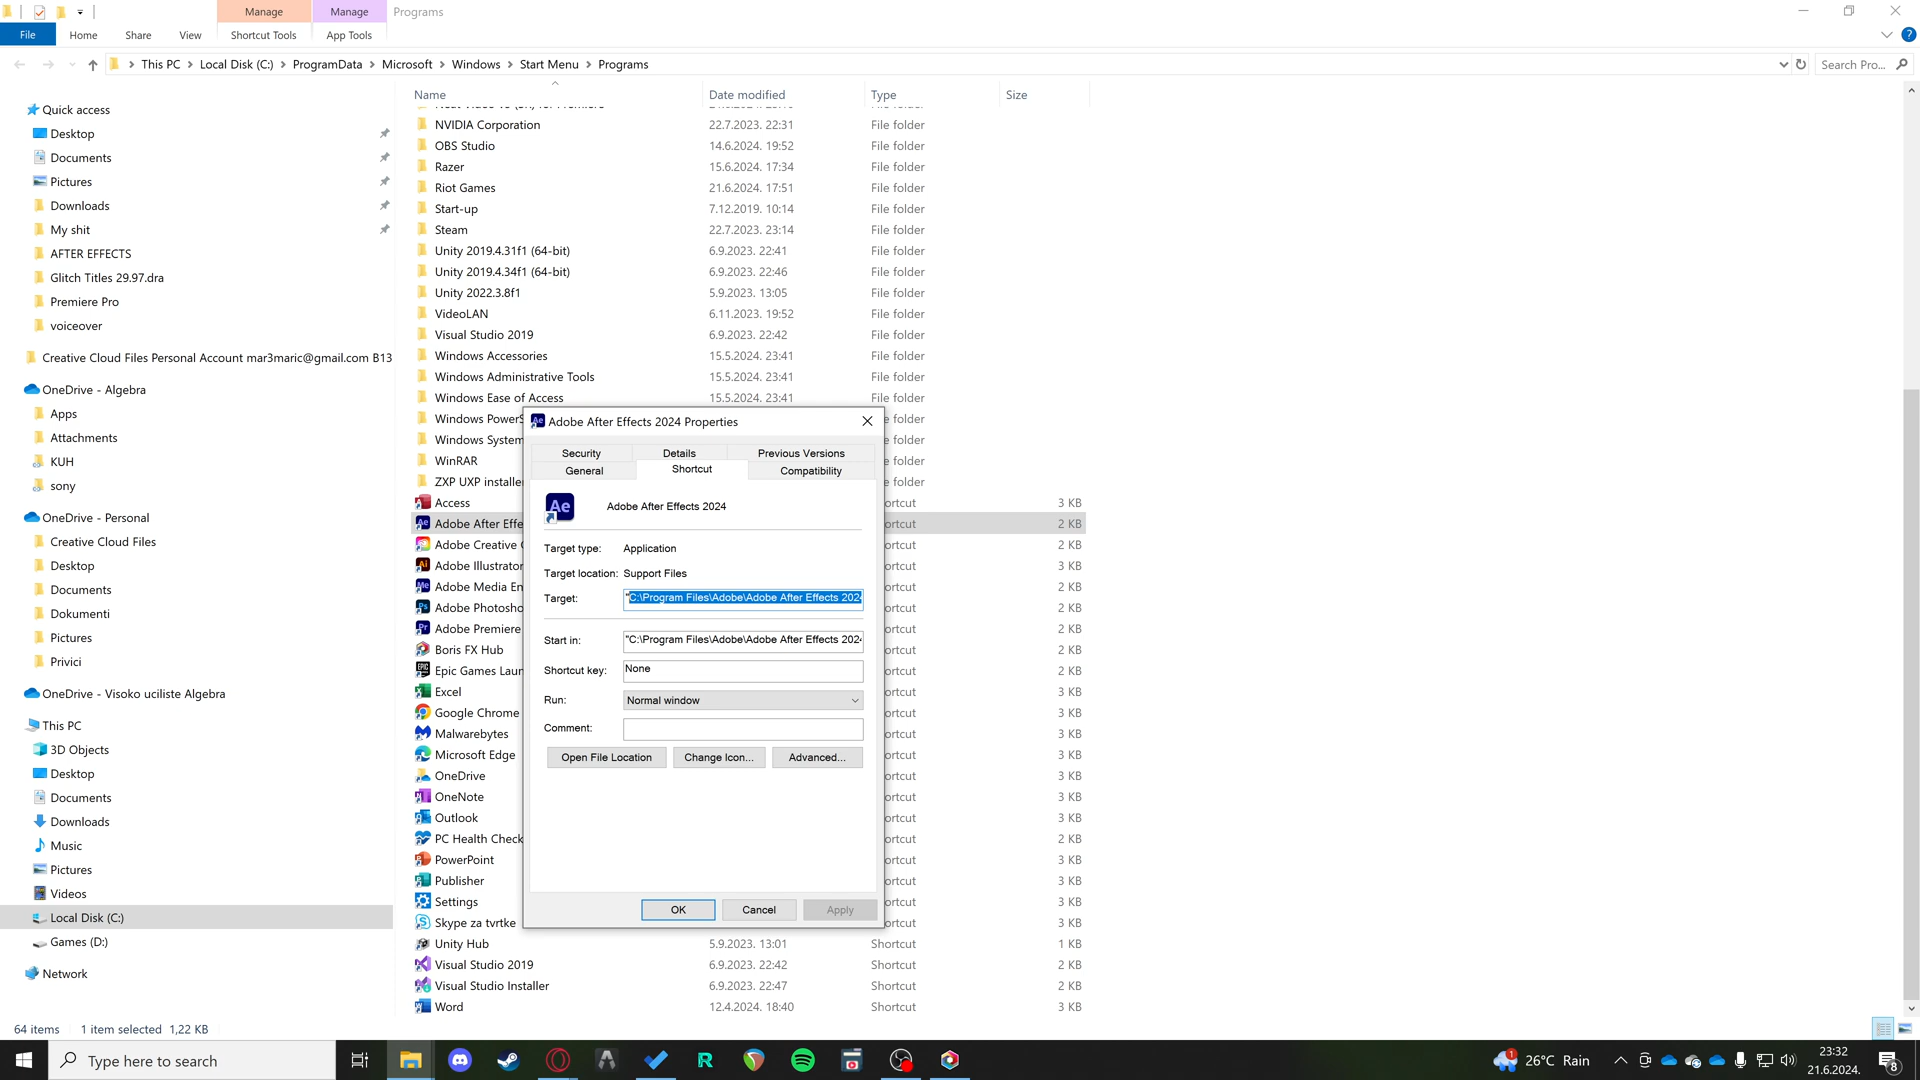 Manage
Manage
Programs
File
Home
Share
View
Shortcut Tools
App Tools
This PC
Local Disk (C:)
ProgramData
Microsoft
Windows
Start Menu
Programs
Search Pro...
Name
Date modified
Type
Size
Quick access
Desktop
Documents
Pictures
Downloads
My shit
AFTER EFFECTS
Glitch Titles 29.97.dra
Premiere Pro
voiceover
Creative Cloud Files Personal Account mar3maric@gmail.com B13
OneDrive - Algebra
Apps
Attachments
KUH
sony
OneDrive - Personal
Creative Cloud Files
Desktop
Documents
Dokumenti
Pictures
Privici
OneDrive - Visoko uciliste Algebra
This PC
3D Objects
Desktop
Documents
Downloads
Music
Pictures
Videos
Local Disk (C:)
Games (D:)
Network
NVIDIA Corporation 22.7.2023. 22:31 File folder
OBS Studio 14.6.2024. 19:52 File folder
Razer 15.6.2024. 17:34 File folder
Riot Games 21.6.2024. 17:51 File folder
Start-up 7.12.2019. 10:14 File folder
Steam 22.7.2023. 23:14 File folder
Unity 2019.4.31f1 (64-bit) 6.9.2023. 22:41 File folder
Unity 2019.4.34f1 (64-bit) 6.9.2023. 22:46 File folder
Unity 2022.3.8f1 5.9.2023. 13:05 File folder
VideoLAN 6.11.2023. 19:52 File folder
Visual Studio 2019 6.9.2023. 22:42 File folder
Windows Accessories 15.5.2024. 23:41 File folder
Windows Administrative Tools 15.5.2024. 23:41 File folder
Windows Ease of Access 15.5.2024. 23:41 File folder
Windows PowerS e folder
Windows System e folder
WinRAR e folder
ZXP UXP installe e folder
Access ortcut 3 KB
Adobe After Effe ortcut 2 KB
Adobe Creative ortcut 2 KB
Adobe Illustrator ortcut 3 KB
Adobe Media En ortcut 2 KB
Adobe Photosho ortcut 2 KB
Adobe Premiere ortcut 2 KB
Boris FX Hub ortcut 2 KB
Epic Games Laun ortcut 2 KB
Excel ortcut 3 KB
Google Chrome ortcut 3 KB
Malwarebytes ortcut 3 KB
Microsoft Edge ortcut 3 KB
OneDrive ortcut 3 KB
OneNote ortcut 3 KB
Outlook ortcut 3 KB
PC Health Check ortcut 2 KB
PowerPoint ortcut 3 KB
Publisher ortcut 3 KB
Settings ortcut 3 KB
Skype za tvrtke ortcut 3 KB
Unity Hub 5.9.2023. 13:01 Shortcut 1 KB
Visual Studio 2019 6.9.2023. 22:42 Shortcut 2 KB
Visual Studio Installer 6.9.2023. 22:47 Shortcut 2 KB
Word 12.4.2024. 18:40 Shortcut 3 KB
Adobe After Effects 2024 Properties
Security
Details
Previous Versions
General
Shortcut
Compatibility
Ae
Adobe After Effects 2024
Target type: Application
Target location: Support Files
Target: "C:\Program Files\Adobe\Adobe After Effects 202
Start in: "C:\Program Files\Adobe\Adobe After Effects 202
Shortcut key: None
Run: Normal window
Comment:
Open File Location
Change Icon...
Advanced...
OK
Cancel
Apply
64 items
1 item selected 1,22 KB
Type here to search
26°C Rain
23:32
21.6.2024.
8